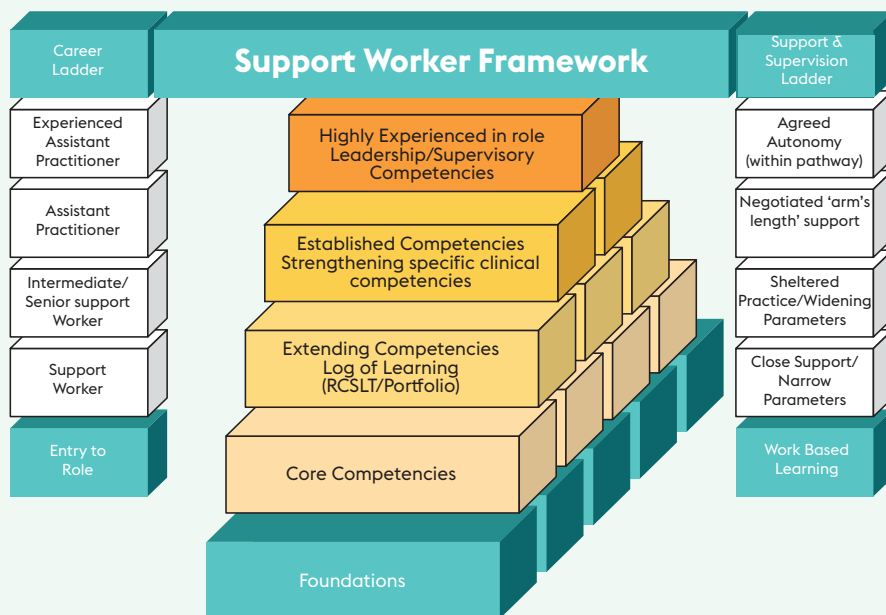 Career
Ladder
Support Worker Framework
Support &
Supervision
Ladder
Experienced
Assistant
Practitioner
Assistant
Practitioner
Intermediate/
Senior support
Worker
Support
Worker
Entry to
Role
Highly Experienced in role
Leadership/Supervisory
Competencies
Established Competencies
Strengthening specific clinical
competencies
Extending Competencies
Log of Learning
(RCSLT/Portfolio)
Core Competencies
Foundations
Agreed
Autonomy
(within pathway)
Negotiated ‘arm’s
length’ support
Sheltered
Practice/Widening
Parameters
Close Support/
Narrow
Parameters
Work Based
Learning